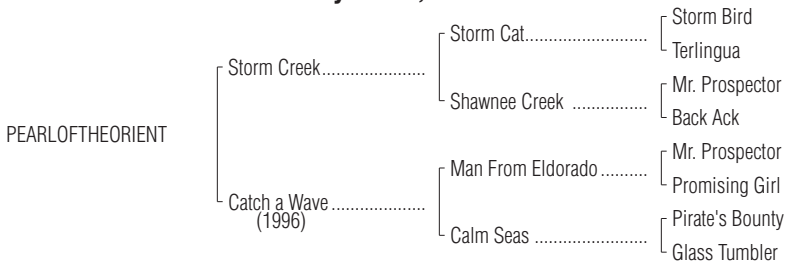 Storm Bird
Storm Cat........................
Terlingua
Storm Creek.....................
Mr. Prospector
Shawnee Creek ...............
Back Ack
PEARLOFTHEORIENT
Mr. Prospector
Man From Eldorado .........
Promising Girl
Catch a Wave ..................
(1996)
Pirate's Bounty
Calm Seas ......................
Glass Tumbler